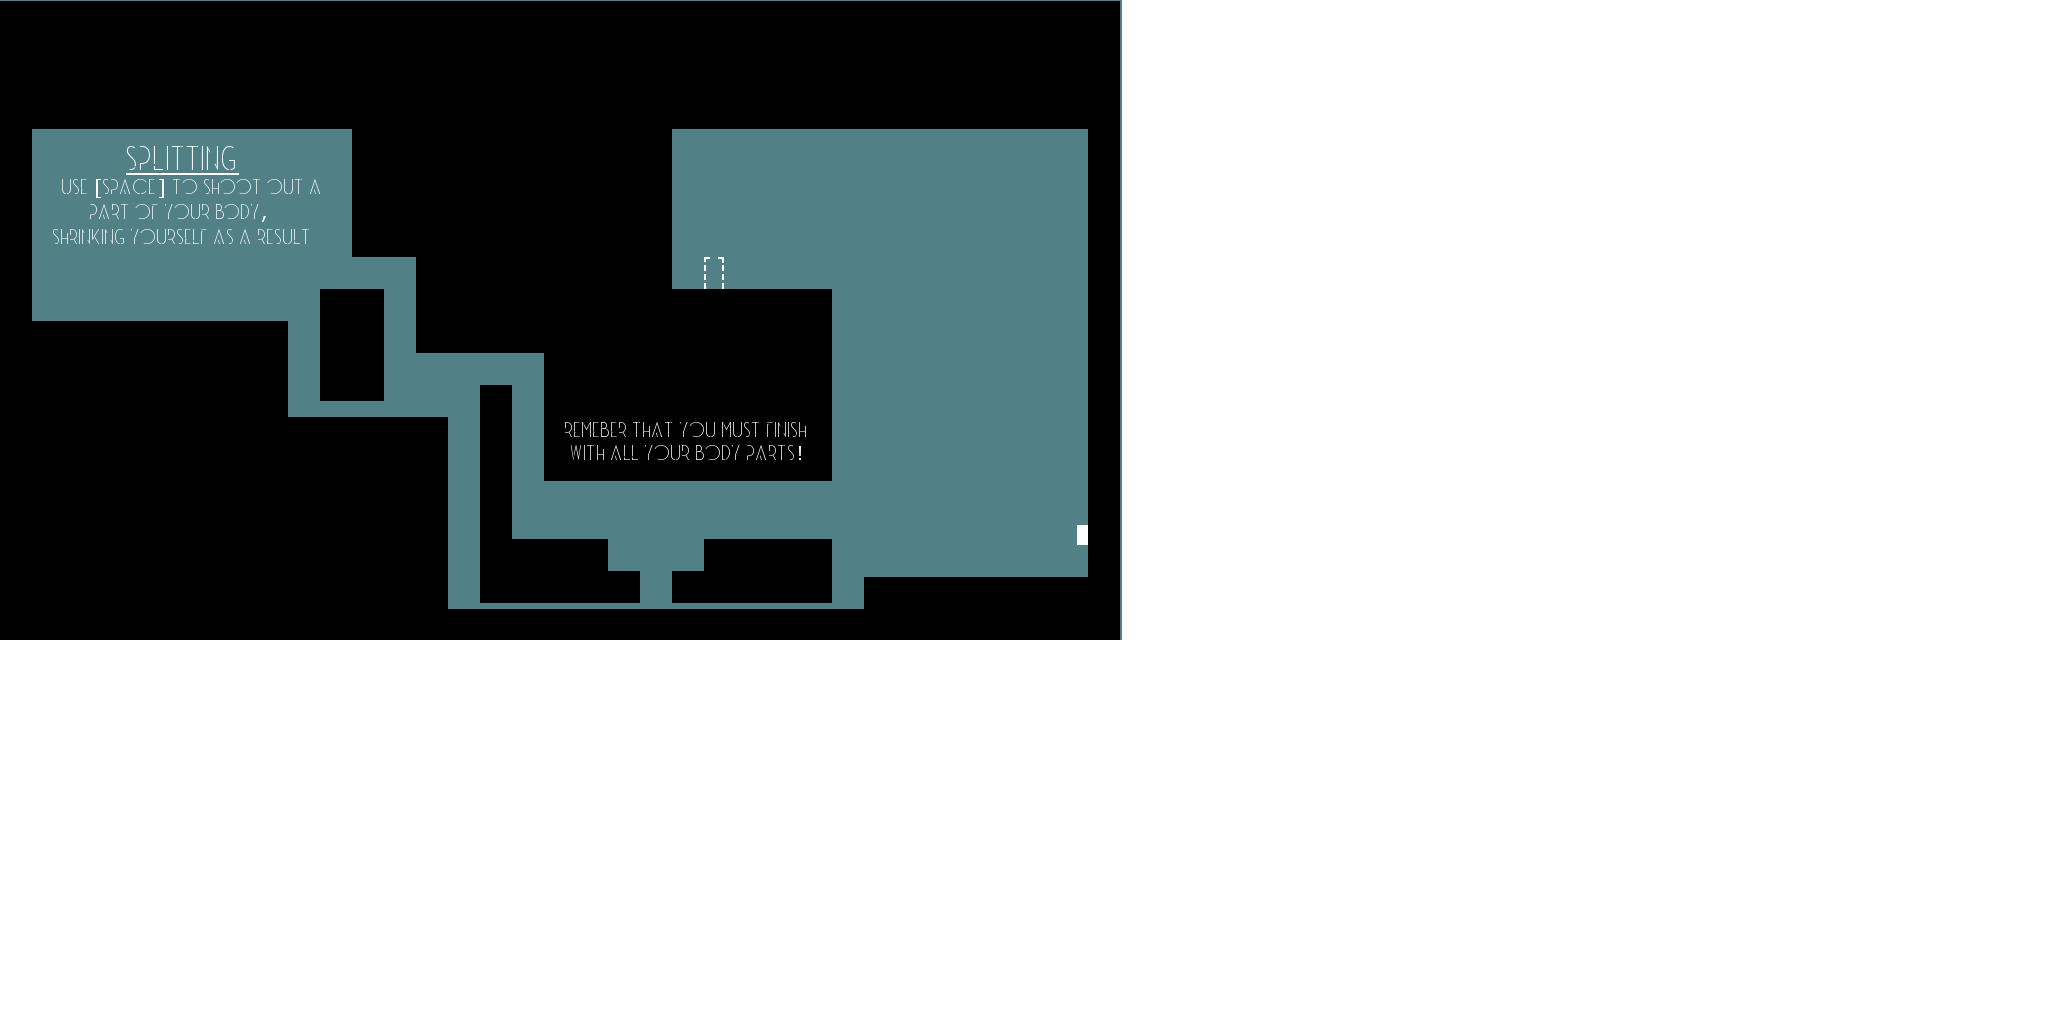 SPLITTING
USE [SPACE] TO SHOOT OUT A
PART OF YOUR BODY,
SHRINKING YOURSELF AS A RESULT
REMEBER THAT YOU MUST FINISH
WITH ALL YOUR BODY PARTS!